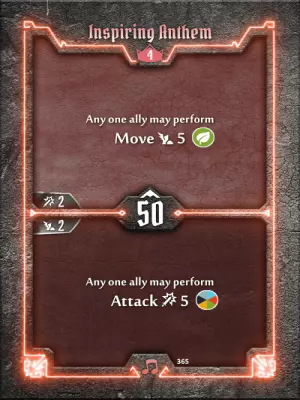 Inspiring Anthem
4
Any one ally may perform
Move 5
2
50
2
Any one ally may perform
Attack 5
365